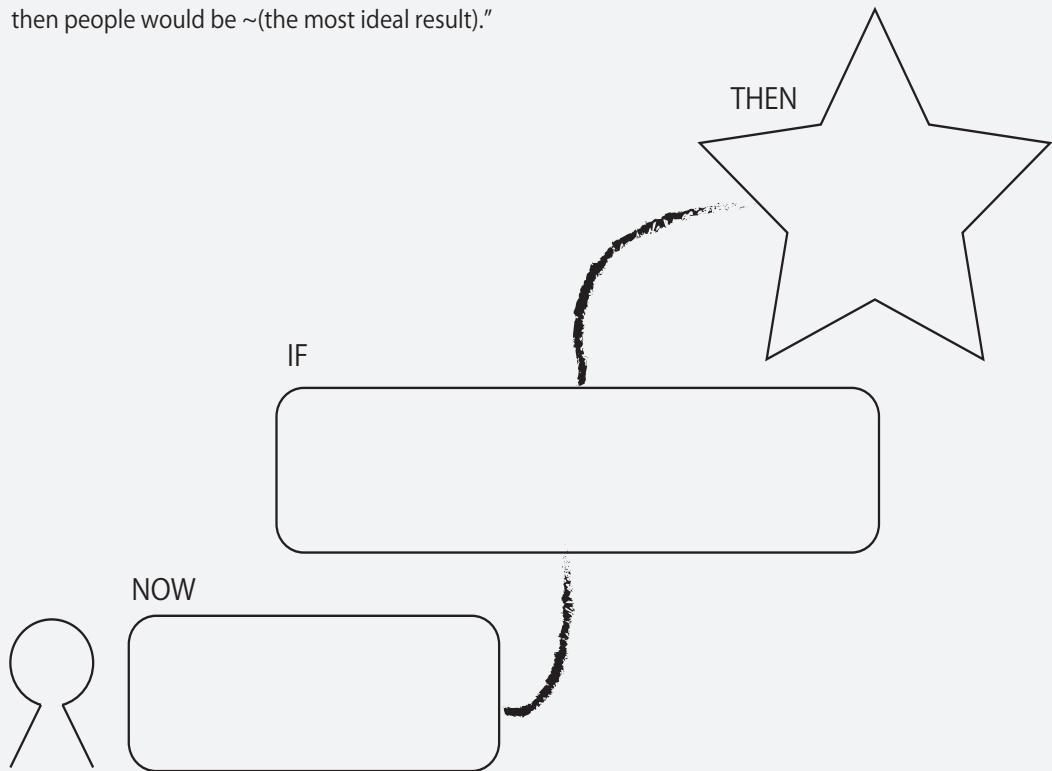 then people would be ~(the most ideal result).”
THEN
IF
NOW